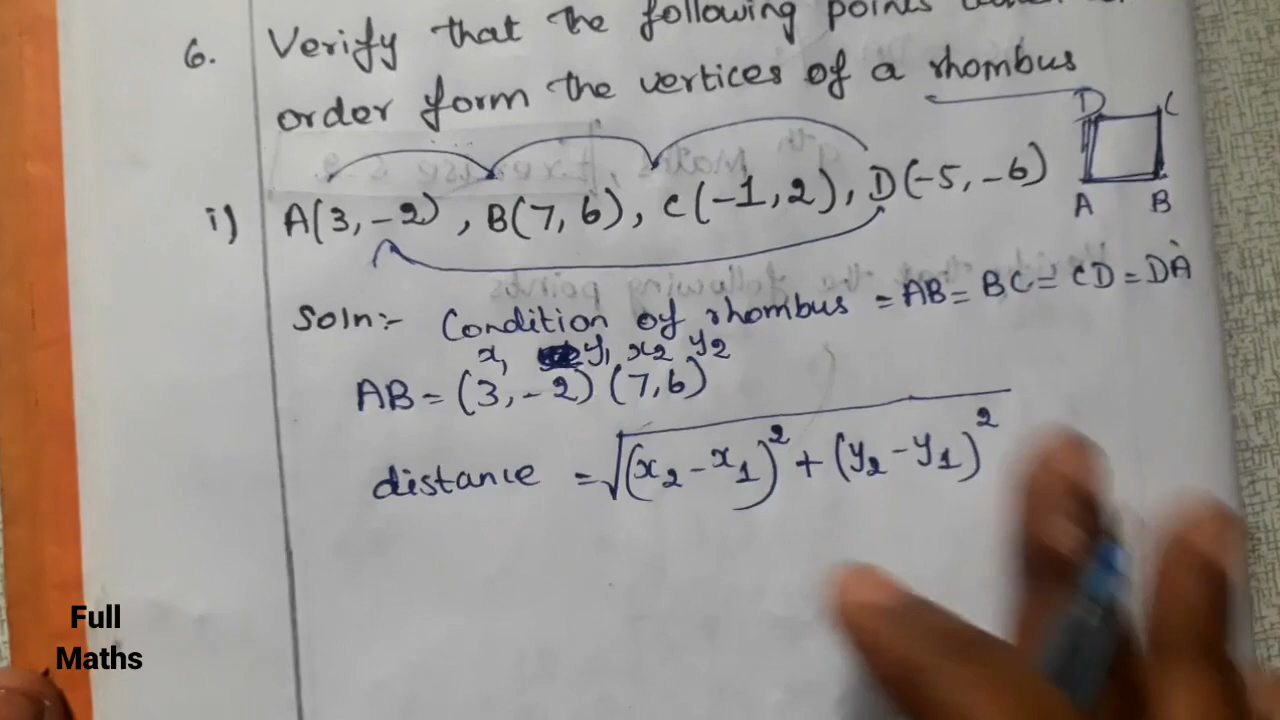 6. Verify that the following points
order form the vertices of a rhombus
D C
i) A(3,-2), B(7,6), C(-1,2), D(-5,-6)
A B
Soln:- Condition of rhombus = AB = BC = CD = DA
x₁ y₁ x₂ y₂
AB = (3,-2) (7,6)
distance = √(x₂-x₁)² + (y₂-y₁)²
Full
Maths